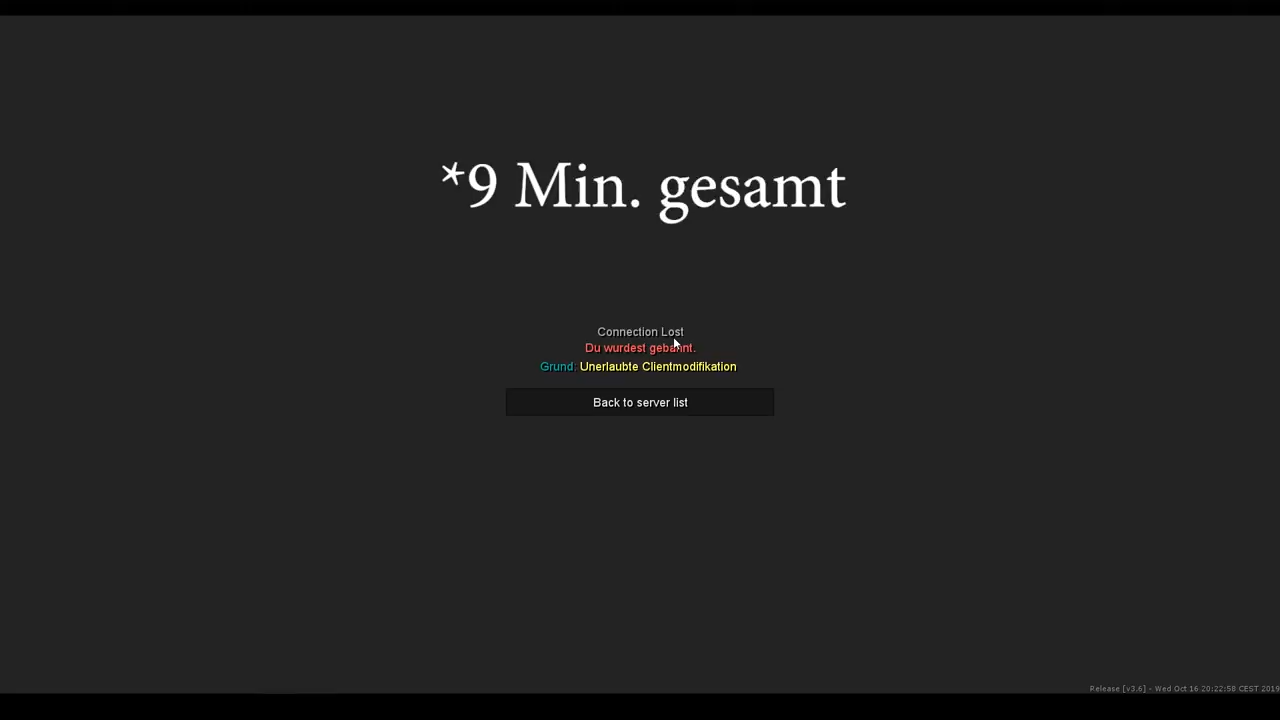 *9 Min. gesamt
Connection Lost
Du wurdest gebannt.
Grund: Unerlaubte Clientmodifikation
Back to server list
Release [v3.6] - Wed Oct 16 20:22:58 CEST 2019